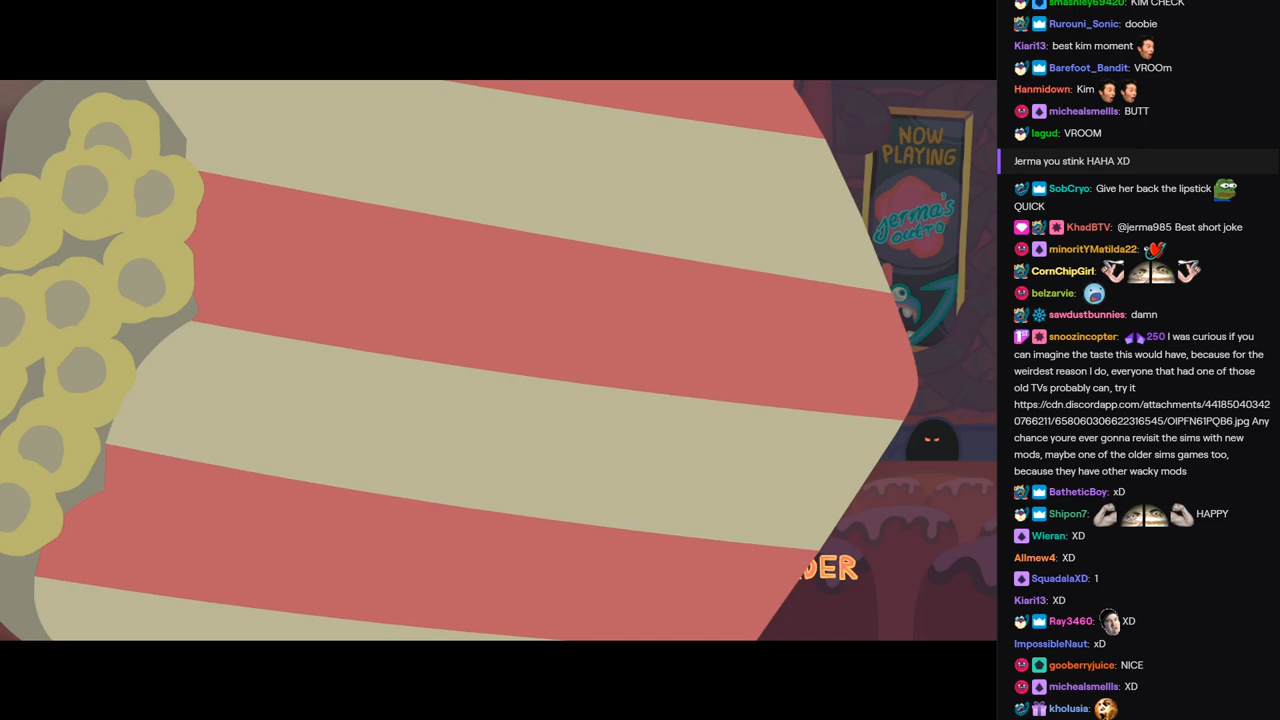 NOW
PLAYING
Jerma's
outro
DER
smashley69420: KIM CHECK
Rurouni_Sonic: doobie
Kiari13: best kim moment
Barefoot_Bandit: VROOm
Hanmidown: Kim
michealsmellls: BUTT
lagud: VROOM
Jerma you stink HAHA XD
SobCryo: Give her back the lipstick
QUICK
KhadBTV: @jerma985 Best short joke
minoritYMatilda22:
CornChipGirl:
belzarvie:
sawdustbunnies: damn
snoozincopter: 250 I was curious if you
can imagine the taste this would have, because for the
weirdest reason I do, everyone that had one of those
old TVs probably can, try it
https://cdn.discordapp.com/attachments/44185040342
0766211/658060306622316545/OIPFN61PQB6.jpg Any
chance youre ever gonna revisit the sims with new
mods, maybe one of the older sims games too,
because they have other wacky mods
BatheticBoy: xD
Shipon7: HAPPY
Wieran: XD
Allmew4: XD
SquadalaXD: 1
Kiari13: XD
Ray3460: XD
ImpossibleNaut: xD
gooberryjuice: NICE
michealsmellls: XD
kholusia: